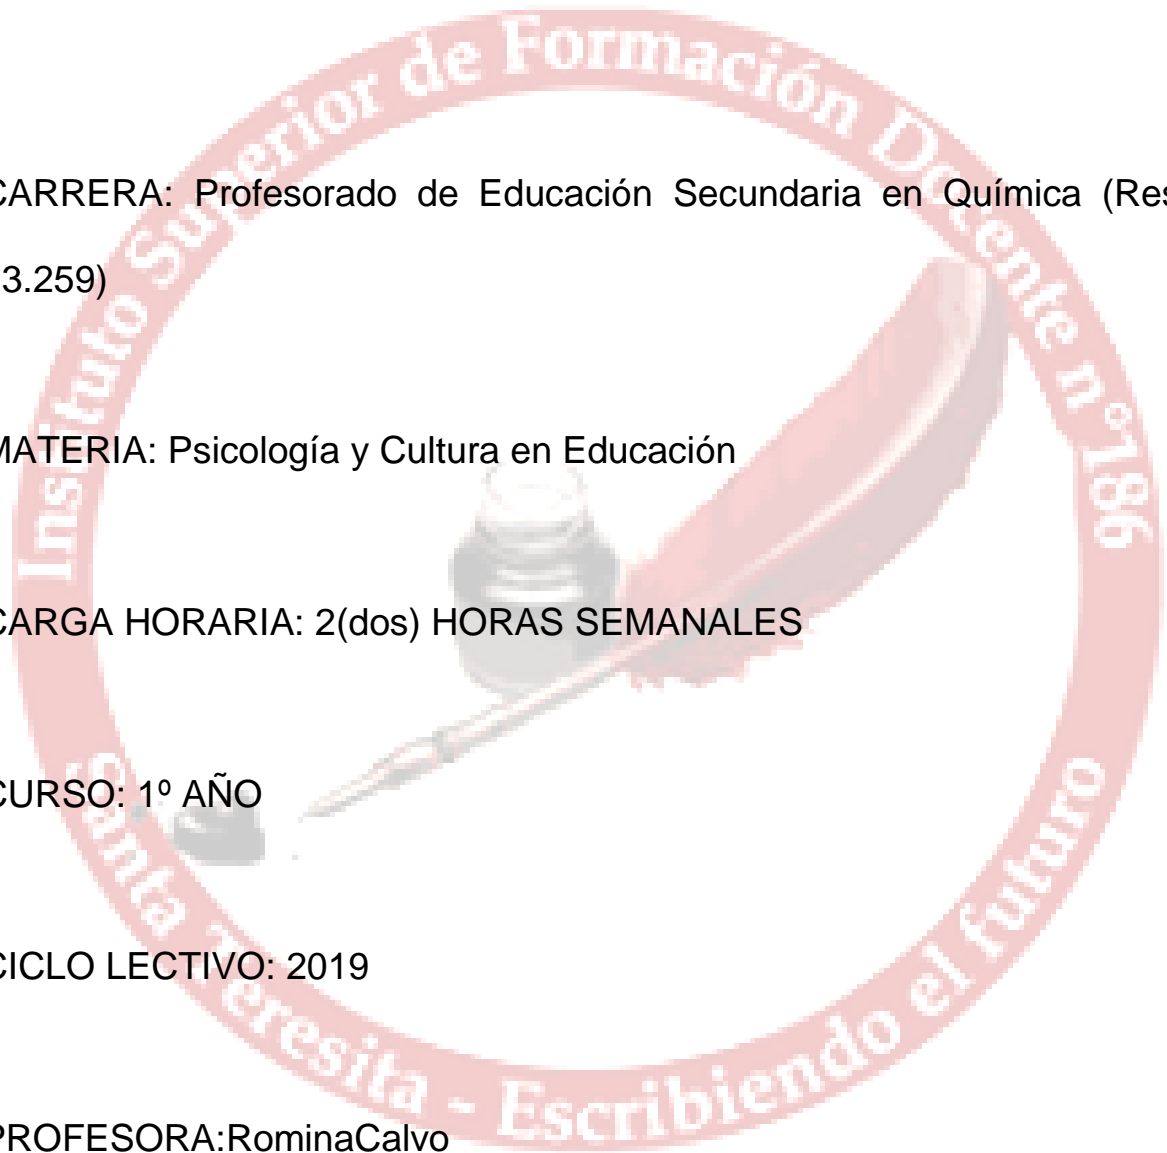 Instituto Superior de Formación Docente nº186
CARRERA: Profesorado de Educación Secundaria en Química (Res
3.259)
MATERIA: Psicología y Cultura en Educación
CARGA HORARIA: 2(dos) HORAS SEMANALES
CURSO: 1º AÑO
CICLO LECTIVO: 2019
PROFESORA:RominaCalvo
Santa Teresita - Escribiendo el futuro